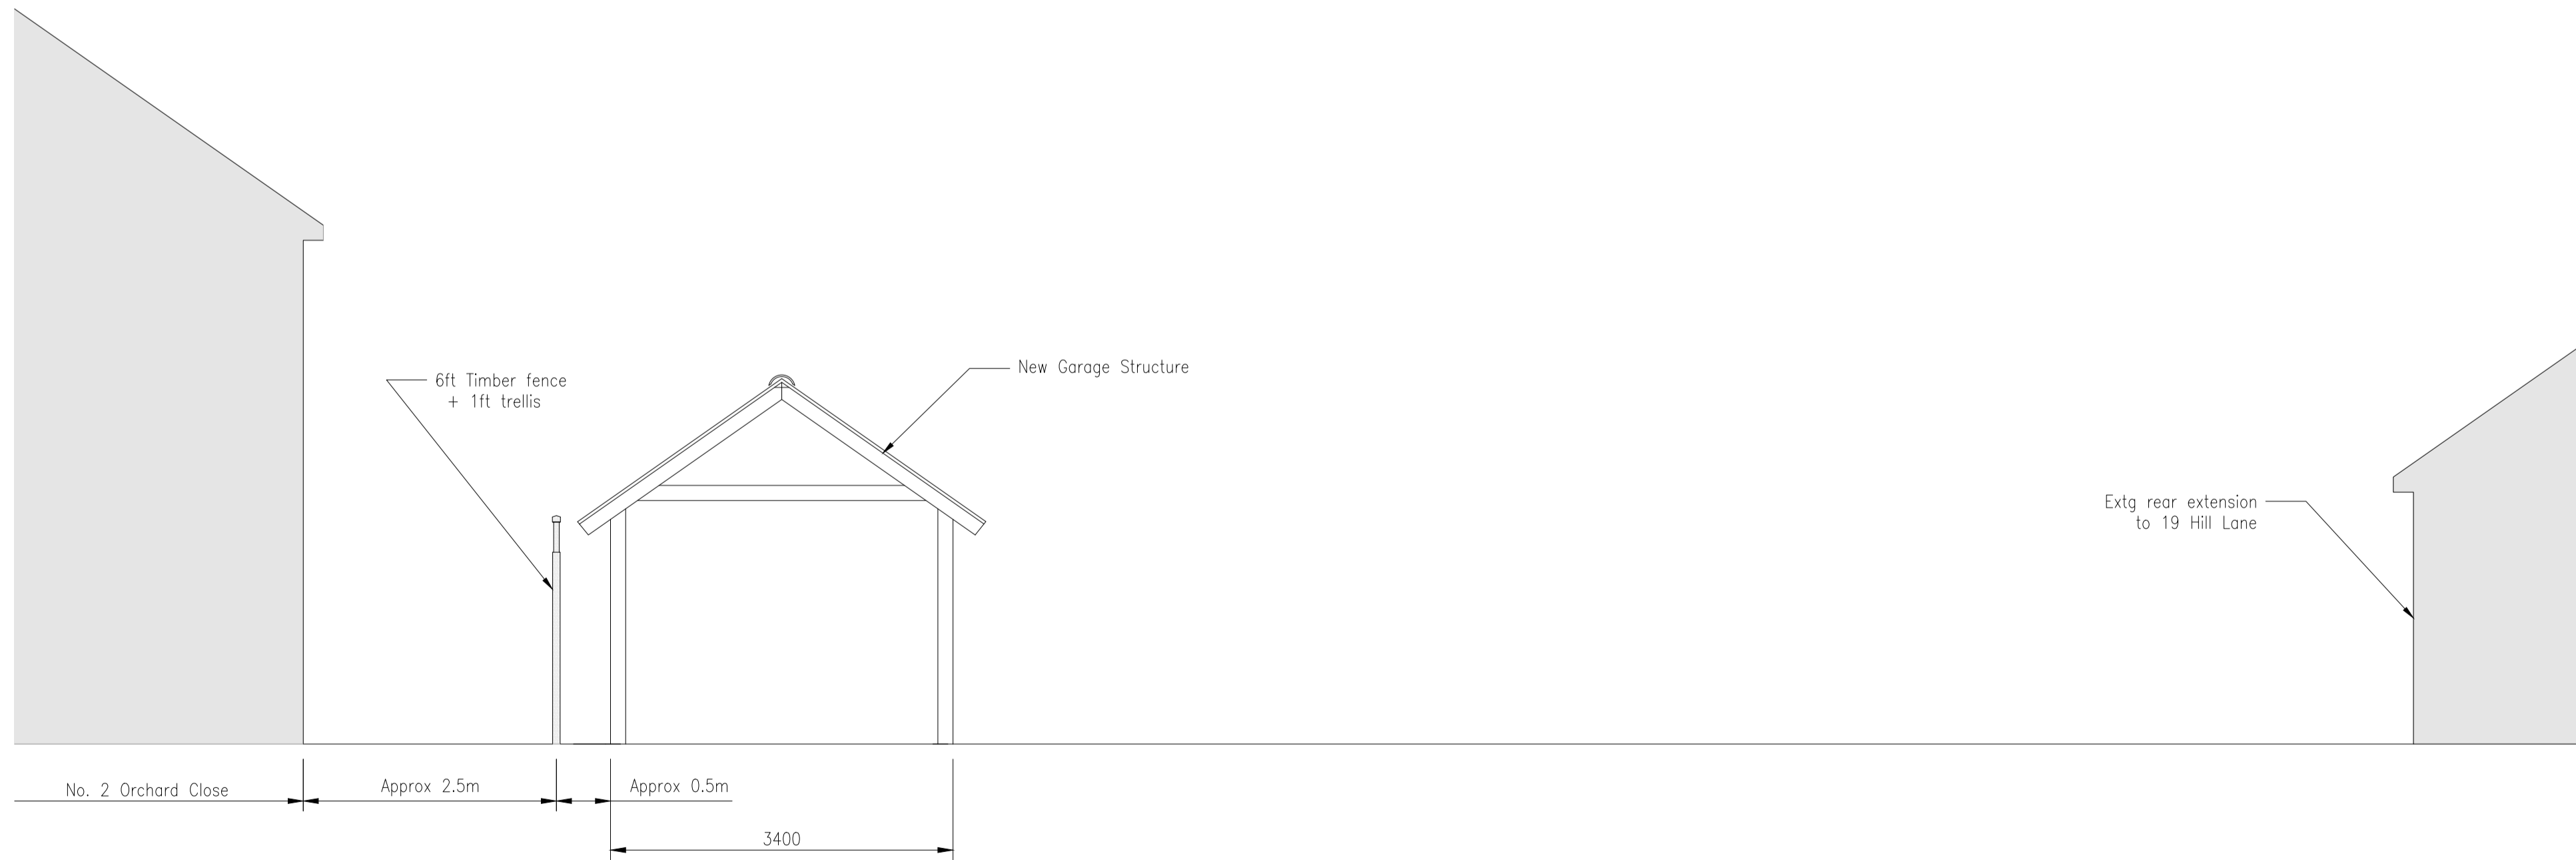 New Garage Structure
6ft Timber fence
+ 1ft trellis
Extg rear extension
to 19 Hill Lane
No. 2 Orchard Close
Approx 2.5m
Approx 0.5m
3400